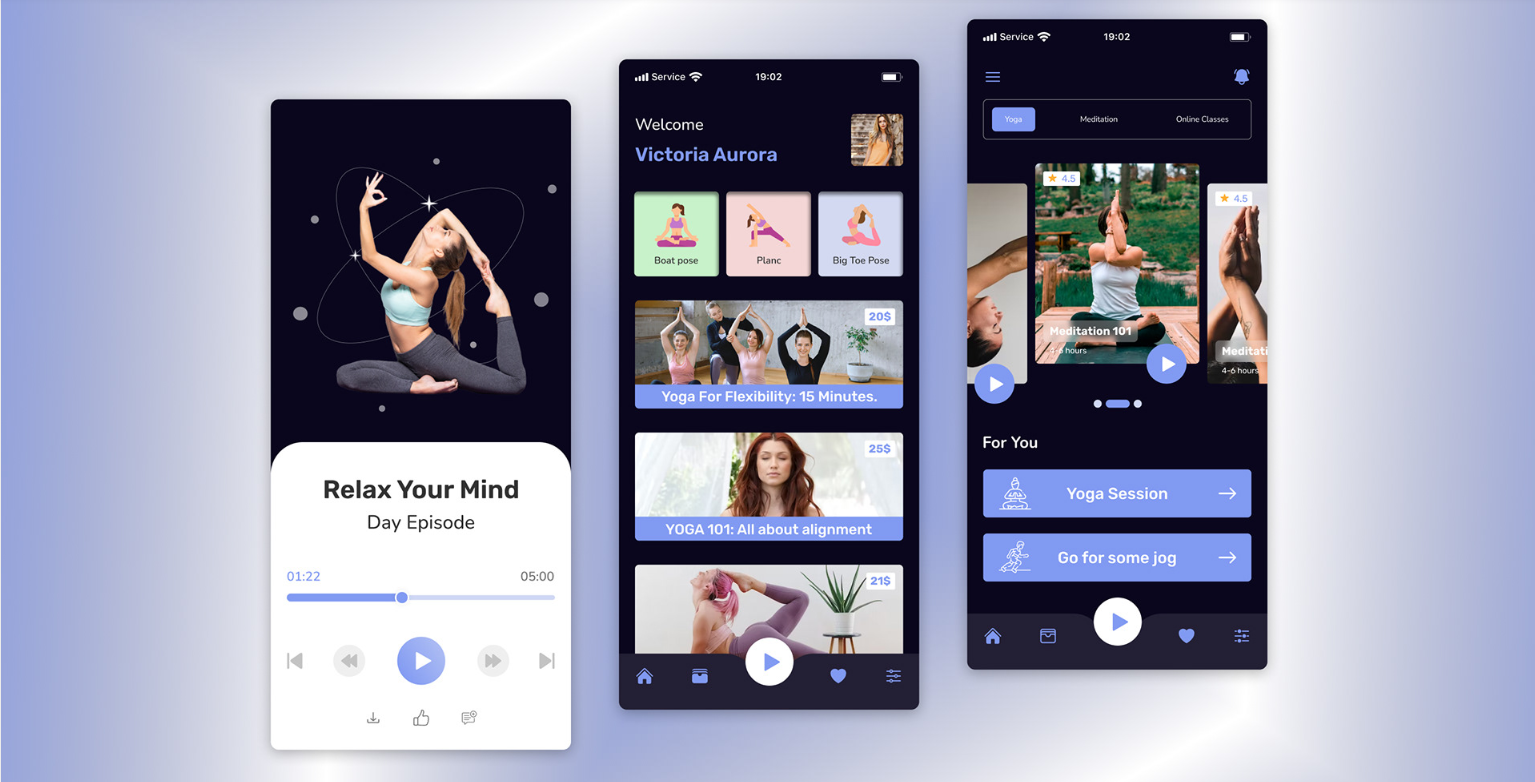 Relax Your Mind
Day Episode
01:22
05:00
Service
19:02
Welcome
Victoria Aurora
Boat pose
Planc
Big Toe Pose
20$
Yoga For Flexibility: 15 Minutes.
25$
YOGA 101: All about alignment
21$
Service
19:02
Yoga
Meditation
Online Classes
4.5
Meditation 101
4-6 hours
4.5
Meditati
4-6 hours
For You
Yoga Session
Go for some jog